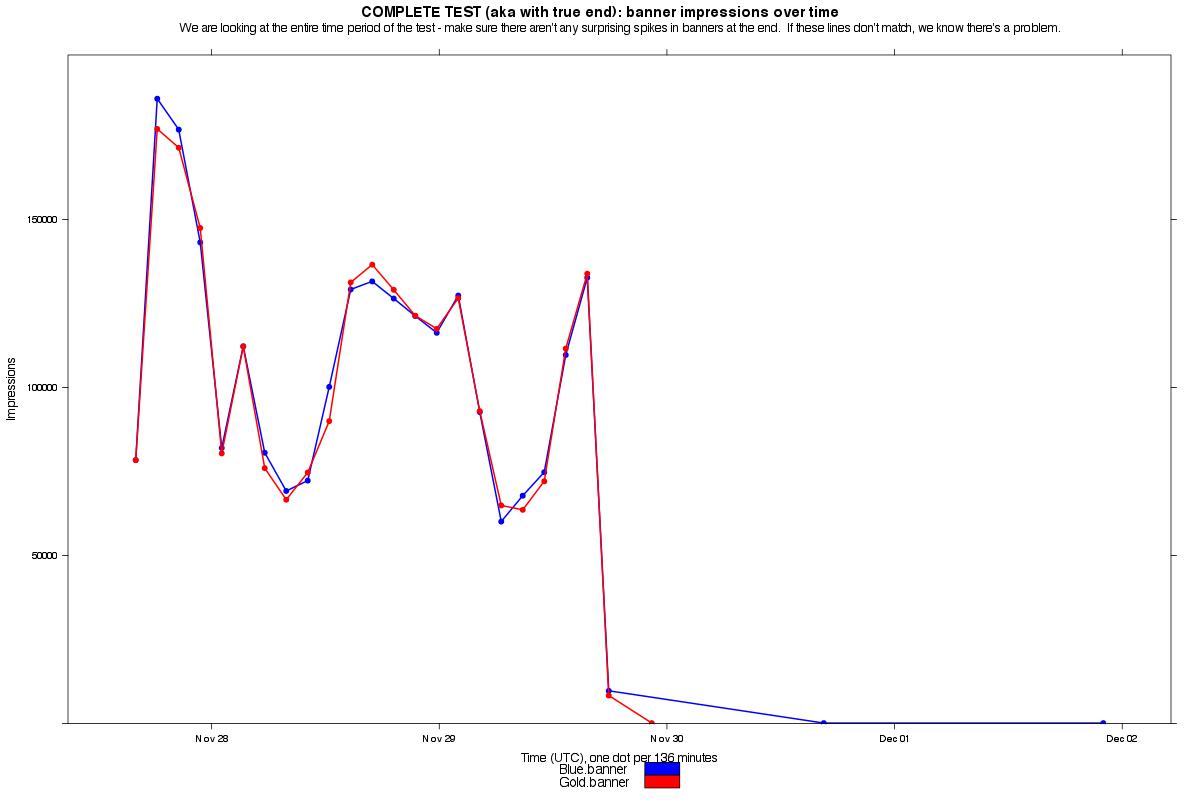 COMPLETE TEST (aka with true end): banner impressions over time
We are looking at the entire time period of the test - make sure there aren't any surprising spikes in banners at the end.  If these lines don't match, we know there's a problem.
150000
100000
50000
Impressions
Nov 28
Nov 29
Nov 30
Dec 01
Dec 02
Time (UTC), one dot per 136 minutes
Blue.banner
Gold.banner